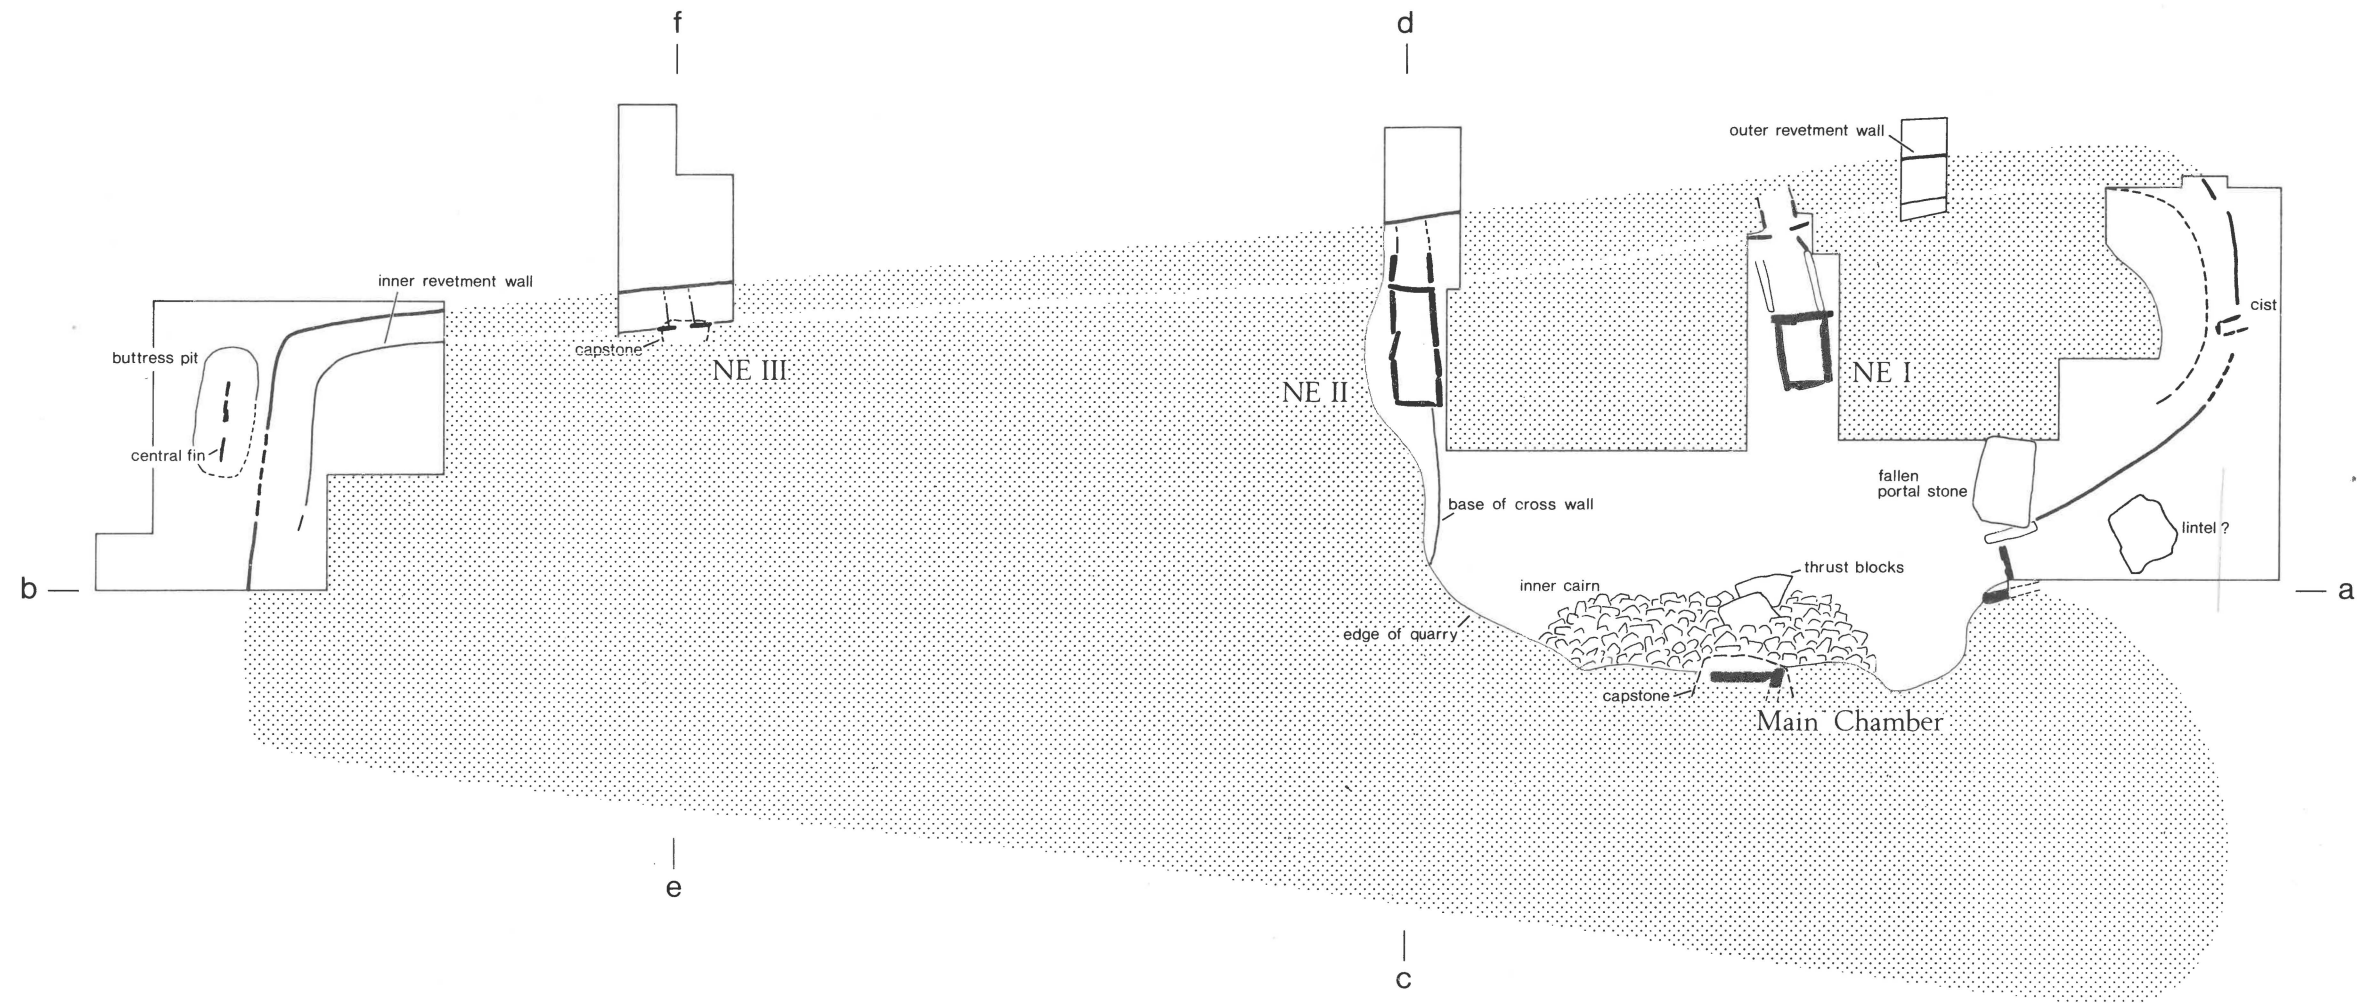 f
d
outer revetment wall
inner revetment wall
cist
capstone
buttress pit
NE III
NE I
NE II
central fin
fallen
portal stone
base of cross wall
lintel ?
thrust blocks
inner cairn
b
a
edge of quarry
capstone
Main Chamber
e
c